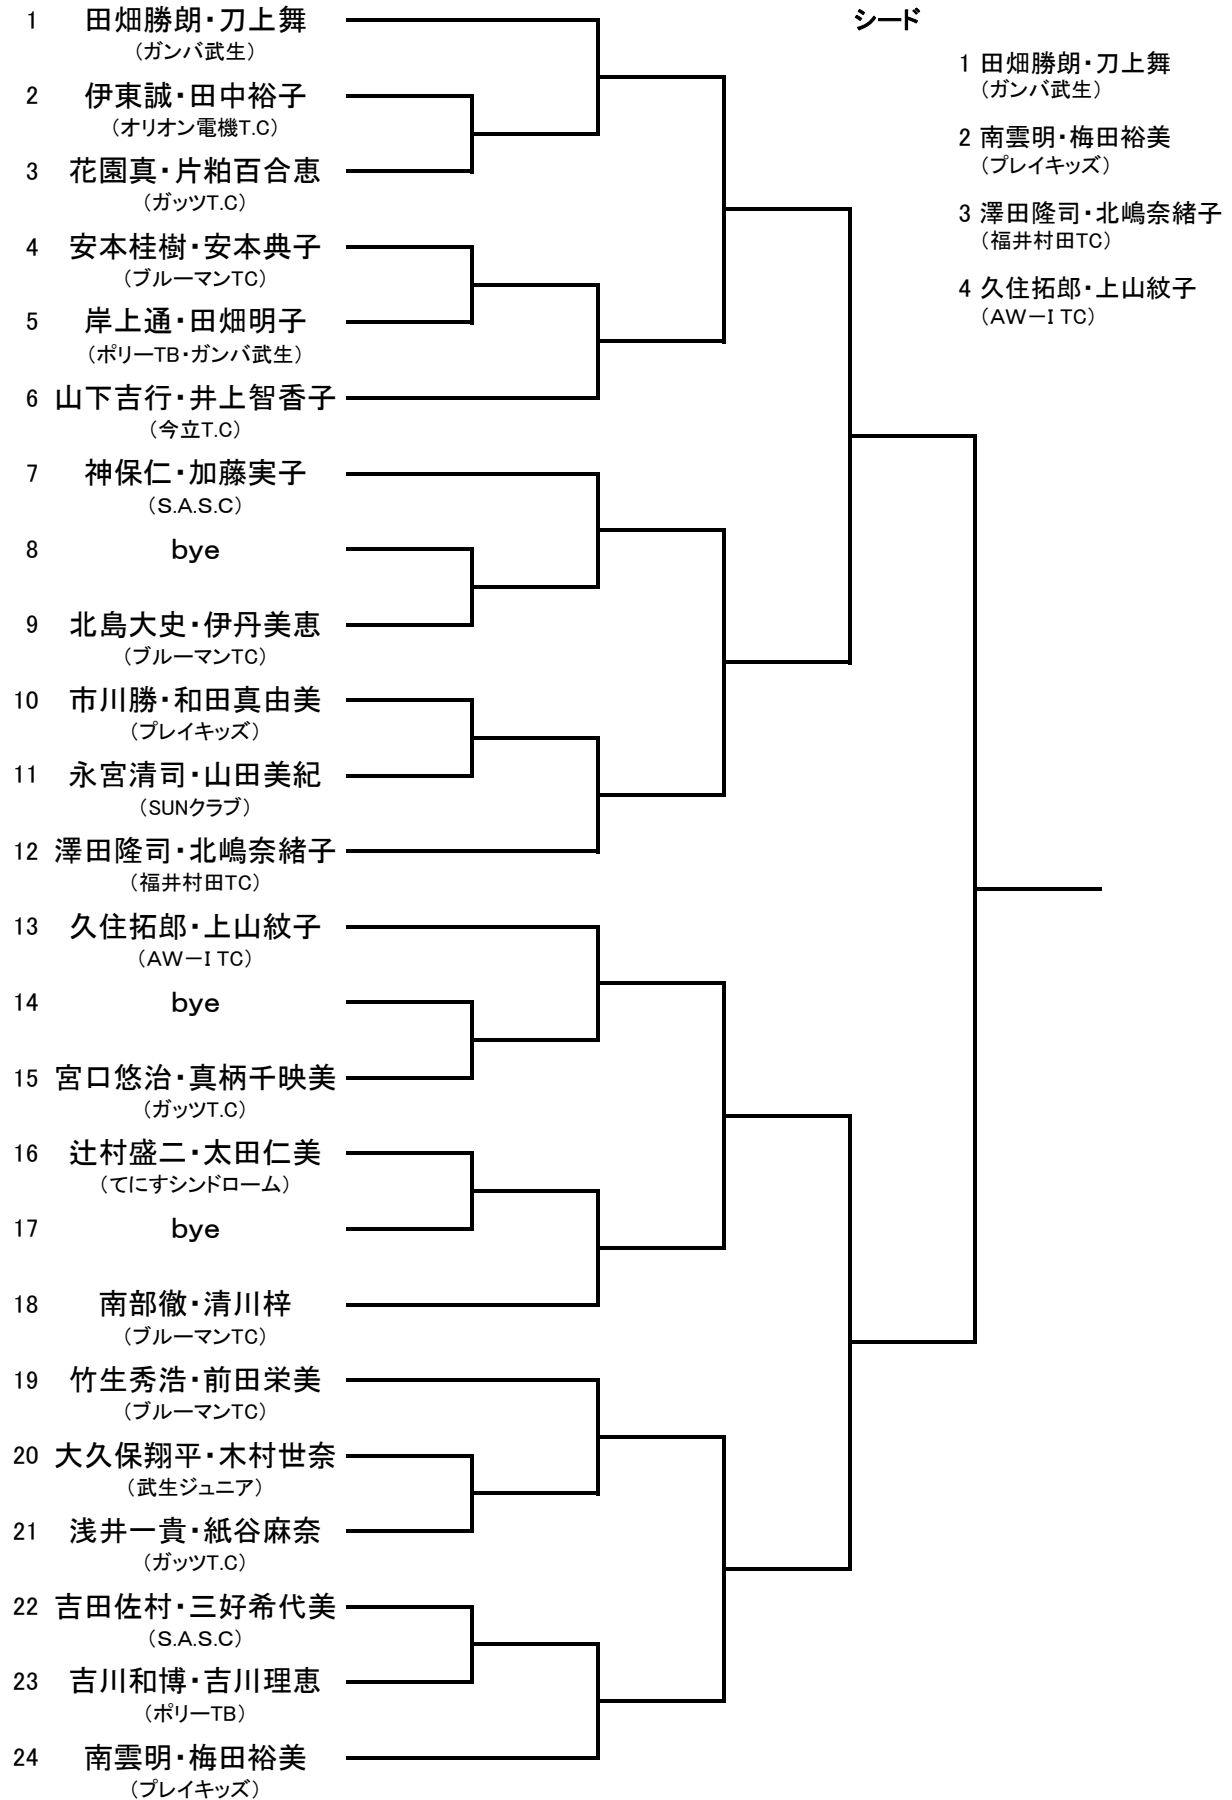 1 田畑勝朗・刀上舞
（ガンバ武生）
2 伊東誠・田中裕子
（オリオン電機T.C）
3 花園真・片粕百合恵
（ガッツT.C）
4 安本桂樹・安本典子
（ブルーマンTC）
5 岸上通・田畑明子
（ポリーTB・ガンバ武生）
6 山下吉行・井上智香子
（今立T.C）
7 神保仁・加藤実子
（S.A.S.C）
8 bye
9 北島大史・伊丹美恵
（ブルーマンTC）
10 市川勝・和田真由美
（プレイキッズ）
11 永宮清司・山田美紀
（SUNクラブ）
12 澤田隆司・北嶋奈緒子
（福井村田TC）
13 久住拓郎・上山紋子
（AW－I TC）
14 bye
15 宮口悠治・真柄千映美
（ガッツT.C）
16 辻村盛二・太田仁美
（てにすシンドローム）
17 bye
18 南部徹・清川梓
（ブルーマンTC）
19 竹生秀浩・前田栄美
（ブルーマンTC）
20 大久保翔平・木村世奈
（武生ジュニア）
21 浅井一貴・紙谷麻奈
（ガッツT.C）
22 吉田佐村・三好希代美
（S.A.S.C）
23 吉川和博・吉川理恵
（ポリーTB）
24 南雲明・梅田裕美
（プレイキッズ）
シード
1 田畑勝朗・刀上舞
（ガンバ武生）
2 南雲明・梅田裕美
（プレイキッズ）
3 澤田隆司・北嶋奈緒子
（福井村田TC）
4 久住拓郎・上山紋子
（AW－I TC）